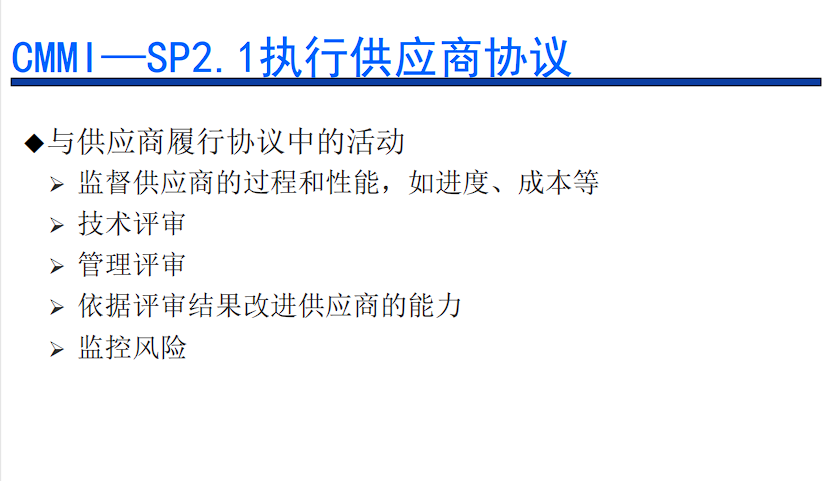 CMMI—SP2.1执行供应商协议
◆与供应商履行协议中的活动
➢ 监督供应商的过程和性能，如进度、成本等
➢ 技术评审
➢ 管理评审
➢ 依据评审结果改进供应商的能力
➢ 监控风险